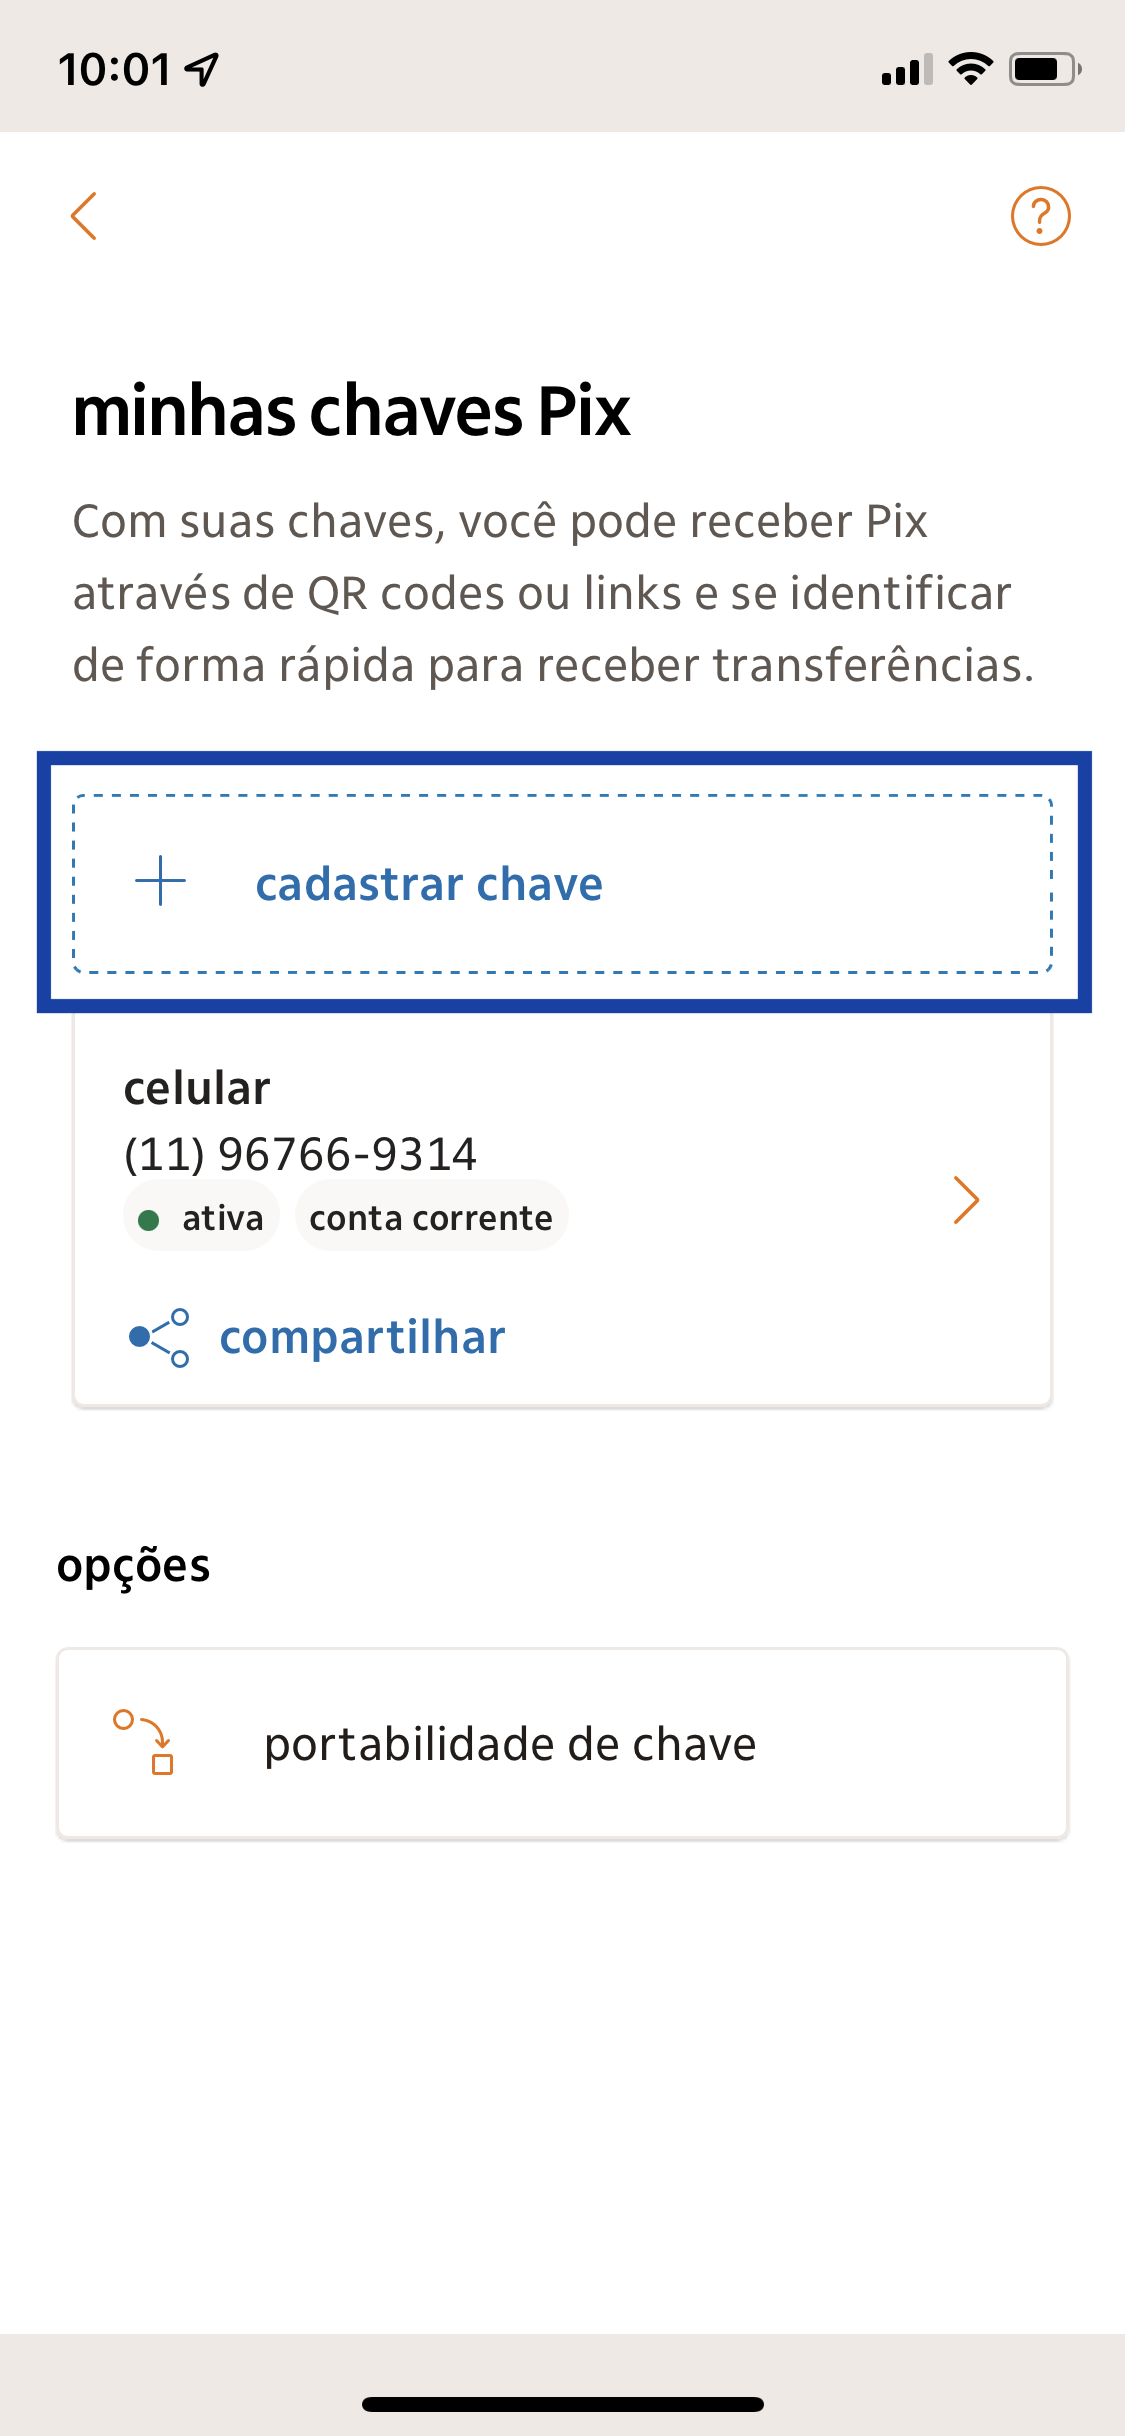 10:01
?
minhas chaves Pix
Com suas chaves, você pode receber Pix
através de QR codes ou links e se identificar
de forma rápida para receber transferências.
cadastrar chave
celular
(11) 96766-9314
ativa conta corrente
compartilhar
opções
portabilidade de chave